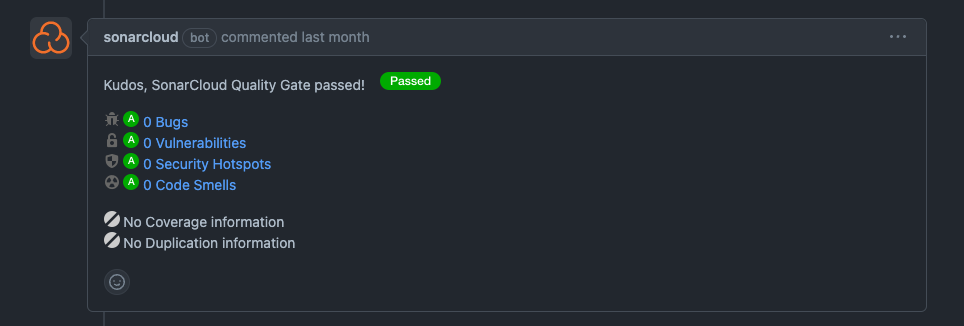 sonarcloud bot commented last month
Kudos, SonarCloud Quality Gate passed! Passed
A 0 Bugs
A 0 Vulnerabilities
A 0 Security Hotspots
A 0 Code Smells
No Coverage information
No Duplication information